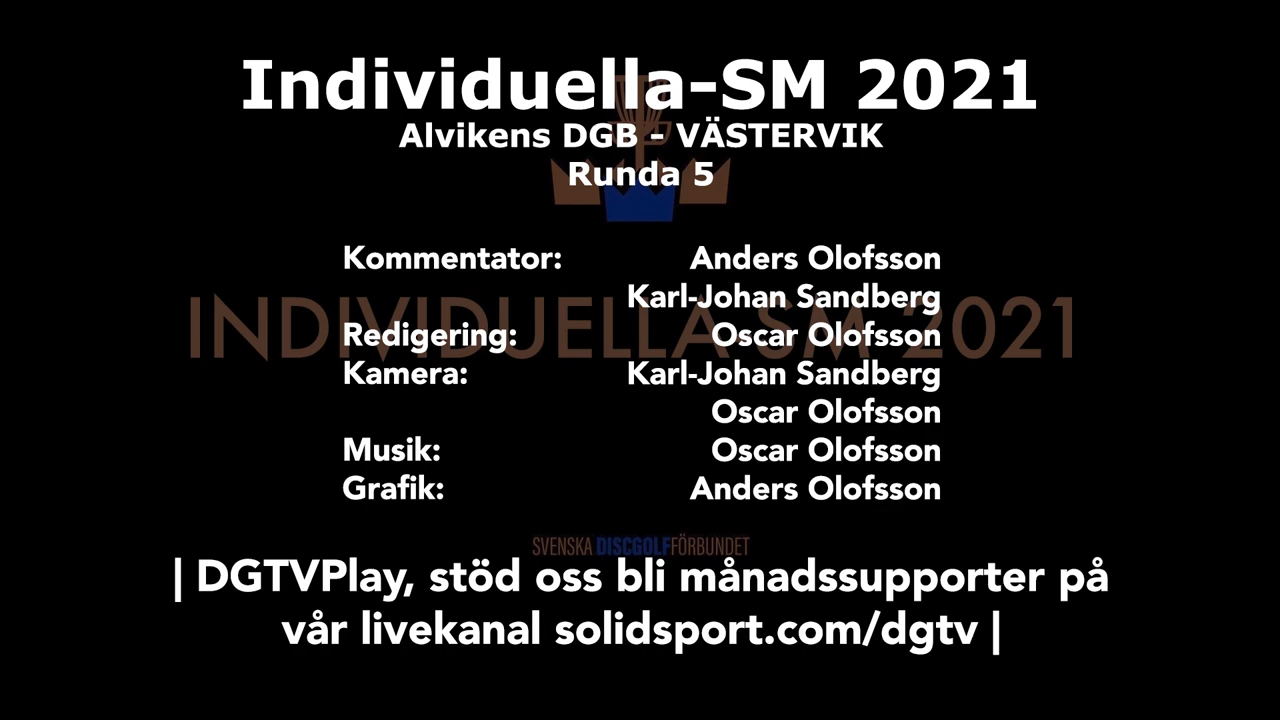 Individuella-SM 2021
Alvikens DGB - VÄSTERVIK
Runda 5
Kommentator: Anders Olofsson
Karl-Johan Sandberg
INDIVIDUELLA SM 2021
Redigering: Oscar Olofsson
Kamera: Karl-Johan Sandberg
Oscar Olofsson
Musik: Oscar Olofsson
Grafik: Anders Olofsson
SVENSKA DISCGOLFFÖRBUNDET
| DGTVPlay, stöd oss bli månadssupporter på
vår livekanal solidsport.com/dgtv |